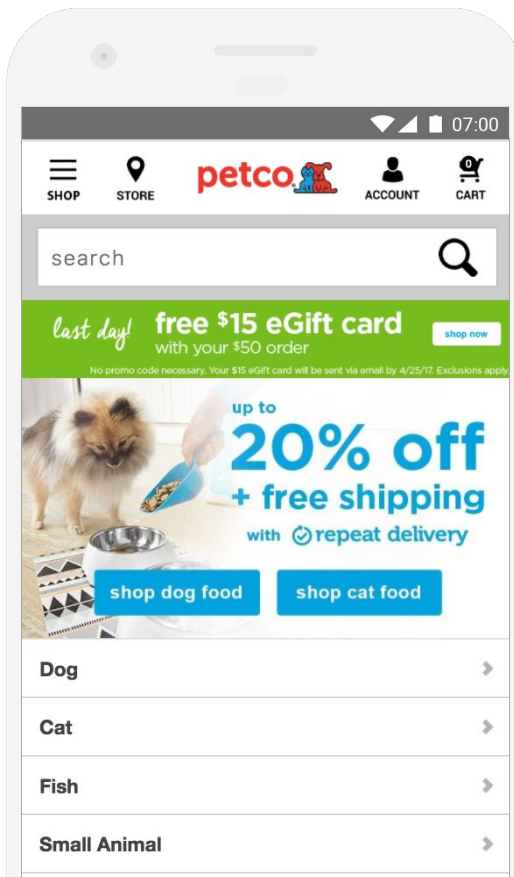 07:00
SHOP
STORE
petco
ACCOUNT
0
CART
search
last day!
free $15 eGift card
with your $50 order
shop now
No promo code necessary. Your $15 eGift card will be sent via email by 4/25/17. Exclusions apply
up to
20% off
+ free shipping
with repeat delivery
shop dog food
shop cat food
Dog
Cat
Fish
Small Animal